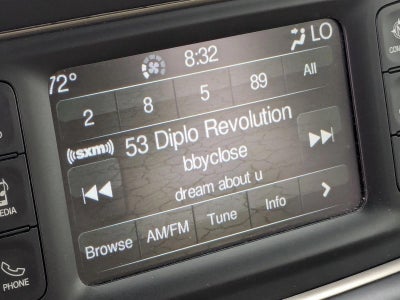 72° 8:32 LO
2 8 5 89 All
((sxm)) 53 Diplo Revolution
bbyclose
dream about u
Browse AM/FM Tune Info >
PHONE